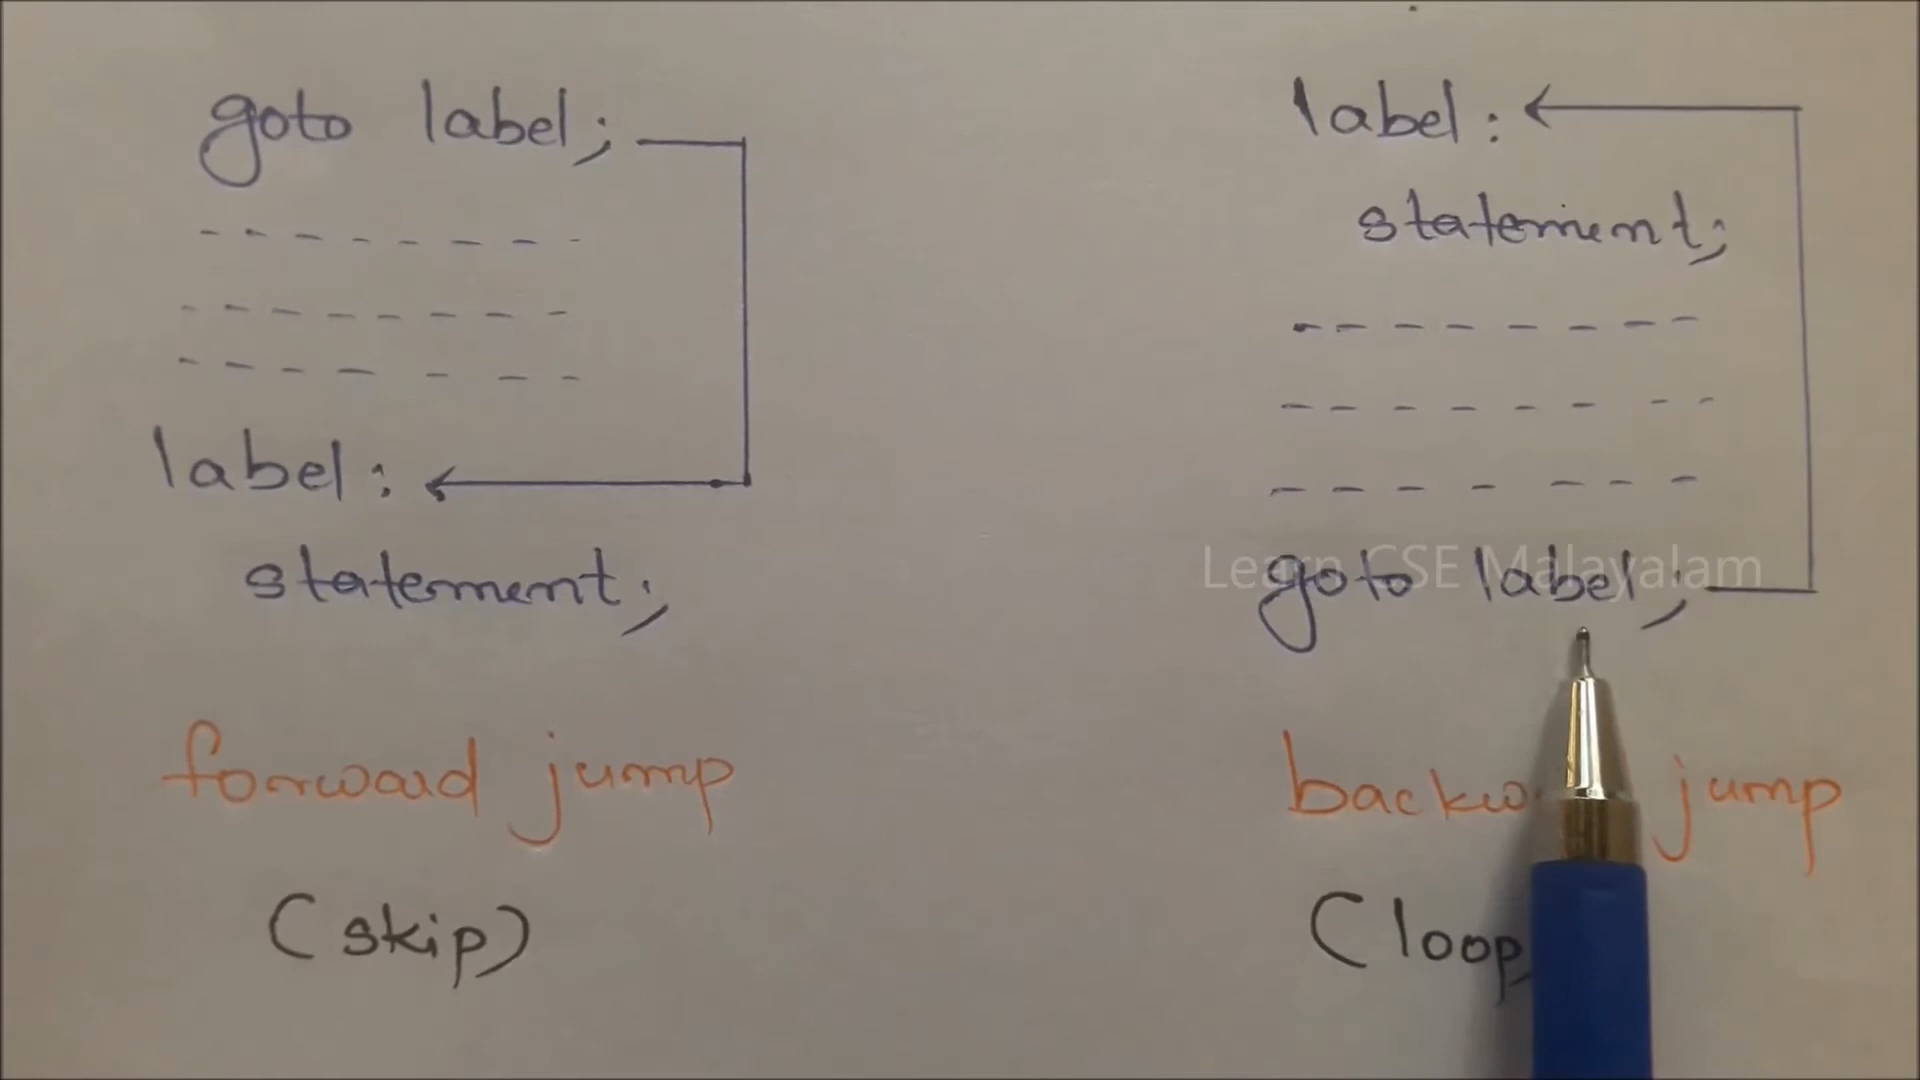 goto label;
label:
statement;
forward jump
(skip)
label:
statement;
Learn CSE Malayalam
goto label;
jump
(loop